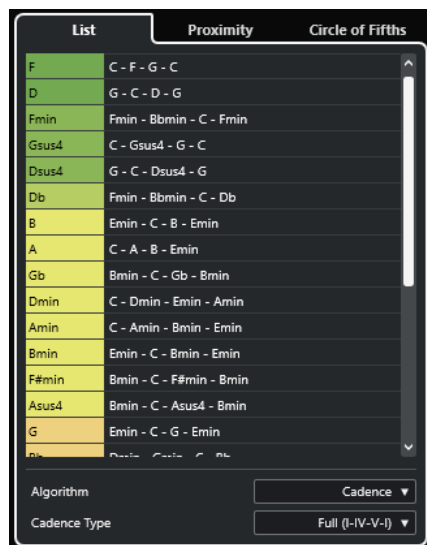 List Proximity Circle of Fifths
F C - F - G - C
D G - C - D - G
Fmin Fmin - Bbmin - C - Fmin
Gsus4 C - Gsus4 - G - C
Dsus4 G - C - Dsus4 - G
Db Fmin - Bbmin - C - Db
B Emin - C - B - Emin
A C - A - B - Emin
Gb Bmin - C - Gb - Bmin
Dmin C - Dmin - Emin - Amin
Amin C - Amin - Bmin - Emin
Bmin Emin - C - Bmin - Emin
F#min Bmin - C - F#min - Bmin
Asus4 Bmin - C - Asus4 - Bmin
G Emin - C - G - Emin
Algorithm Cadence
Cadence Type Full (I-IV-V-I)